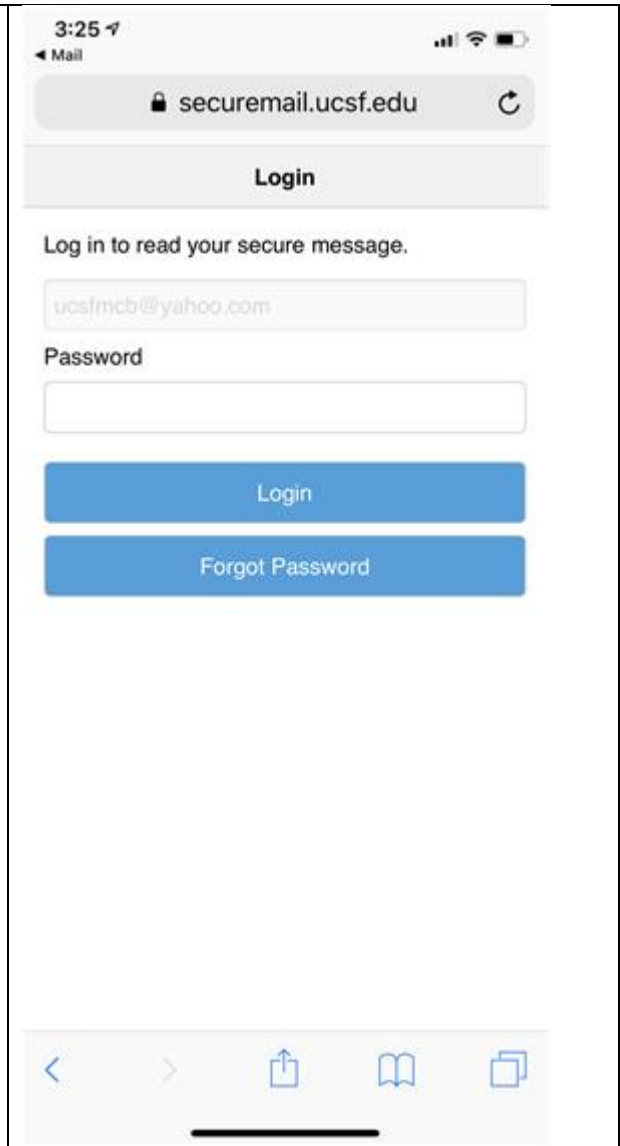 3:25
Mail
securemail.ucsf.edu
Login
Log in to read your secure message.
ucsfmcb@yahoo.com
Password
Login
Forgot Password